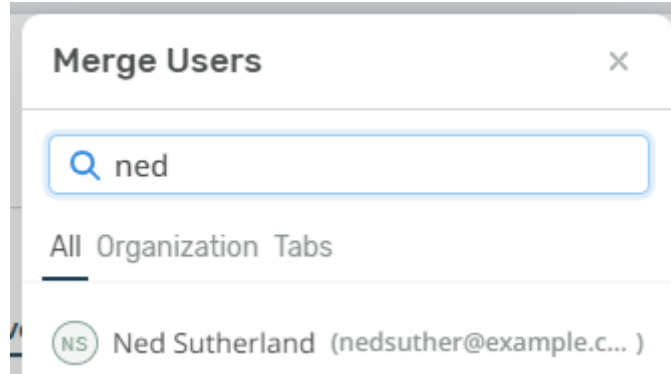 Merge Users
ned
All Organization Tabs
NS Ned Sutherland (nedsuther@example.c... )